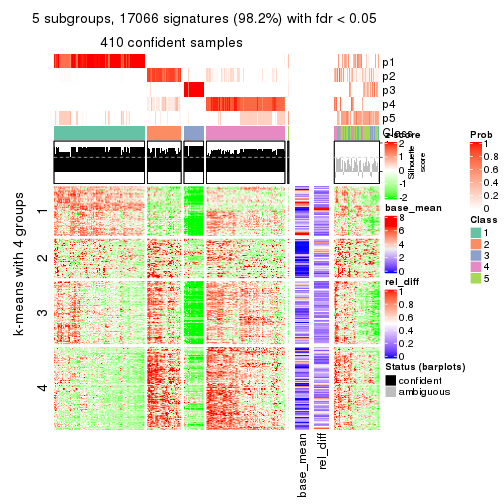 5 subgroups, 17066 signatures (98.2%) with fdr < 0.05
410 confident samples
p1
p2
p3
p4
p5
Class
k-means with 4 groups
1
2
3
4
base_mean
rel_diff
z-score
2
1
0
-1
-2
Silhouette
score
base_mean
8
6
4
2
0
rel_diff
1
0.8
0.6
0.4
0.2
0
Status (barplots)
confident
ambiguous
Prob
1
0.8
0.6
0.4
0.2
0
Class
1
2
3
4
5